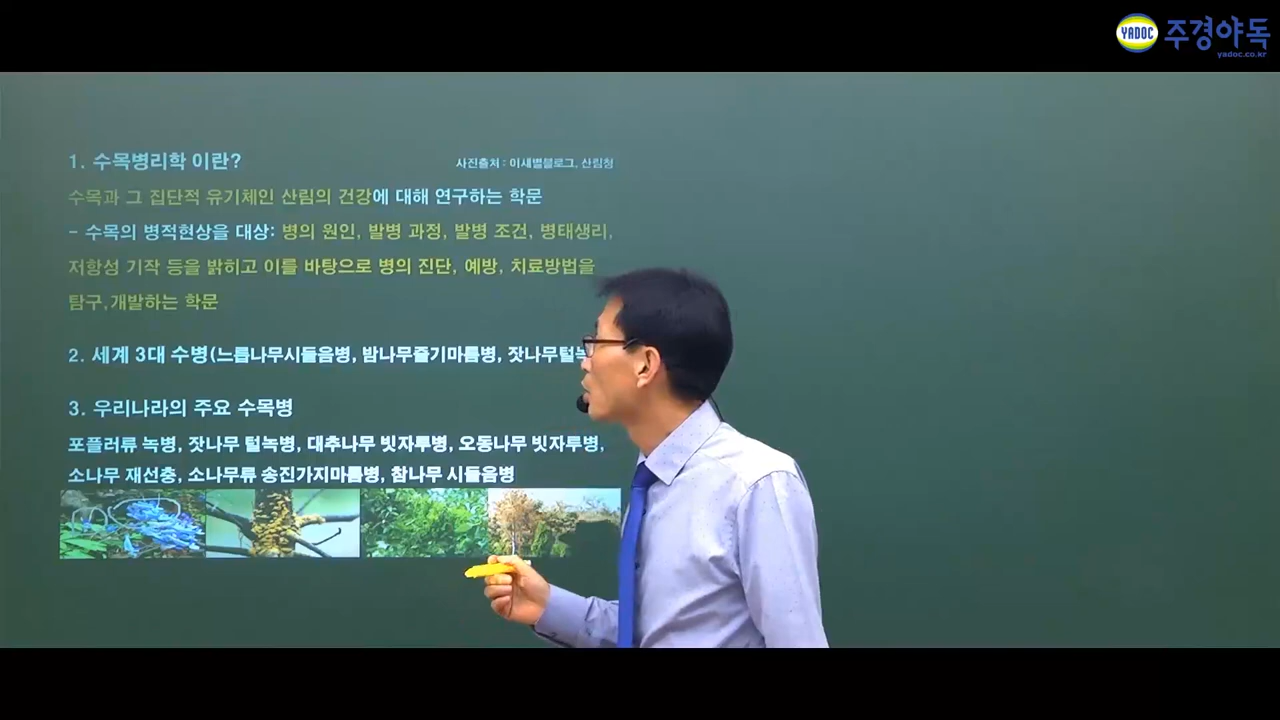 YADOC 주경야독
yadoc.co.kr
1. 수목병리학 이란?
사진출처 : 이새별블로그, 산림청
수목과 그 집단적 유기체인 산림의 건강에 대해 연구하는 학문
- 수목의 병적현상을 대상: 병의 원인, 발병 과정, 발병 조건, 병태생리,
저항성 기작 등을 밝히고 이를 바탕으로 병의 진단, 예방, 치료방법을
탐구,개발하는 학문
2. 세계 3대 수병(느릅나무시들음병, 밤나무줄기마름병, 잣나무털녹
3. 우리나라의 주요 수목병
포플러류 녹병, 잣나무 털녹병, 대추나무 빗자루병, 오동나무 빗자루병,
소나무 재선충, 소나무류 송진가지마름병, 참나무 시들음병